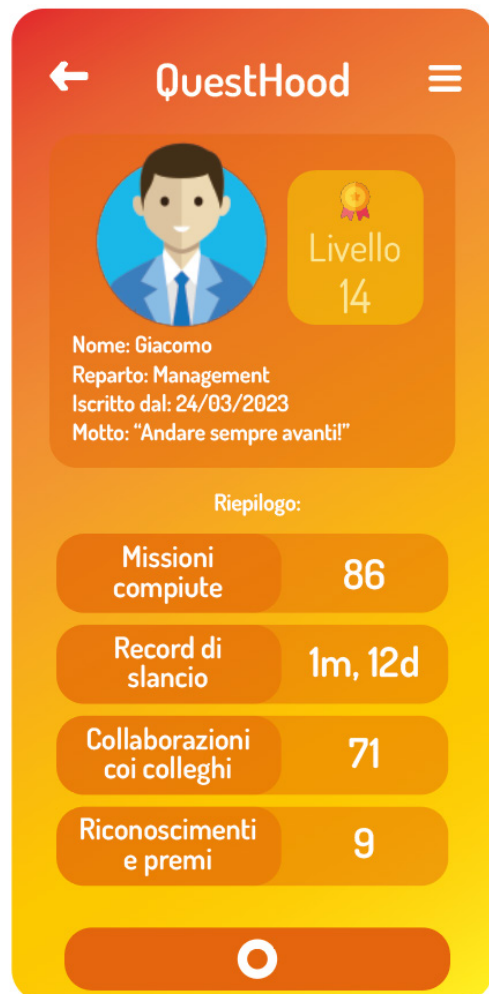 QuestHood
Livello
14
Nome: Giacomo
Reparto: Management
Iscritto dal: 24/03/2023
Motto: “Andare sempre avanti!”
Riepilogo:
Missioni
compiute
86
Record di
slancio
1m, 12d
Collaborazioni
coi colleghi
71
Riconoscimenti
e premi
9